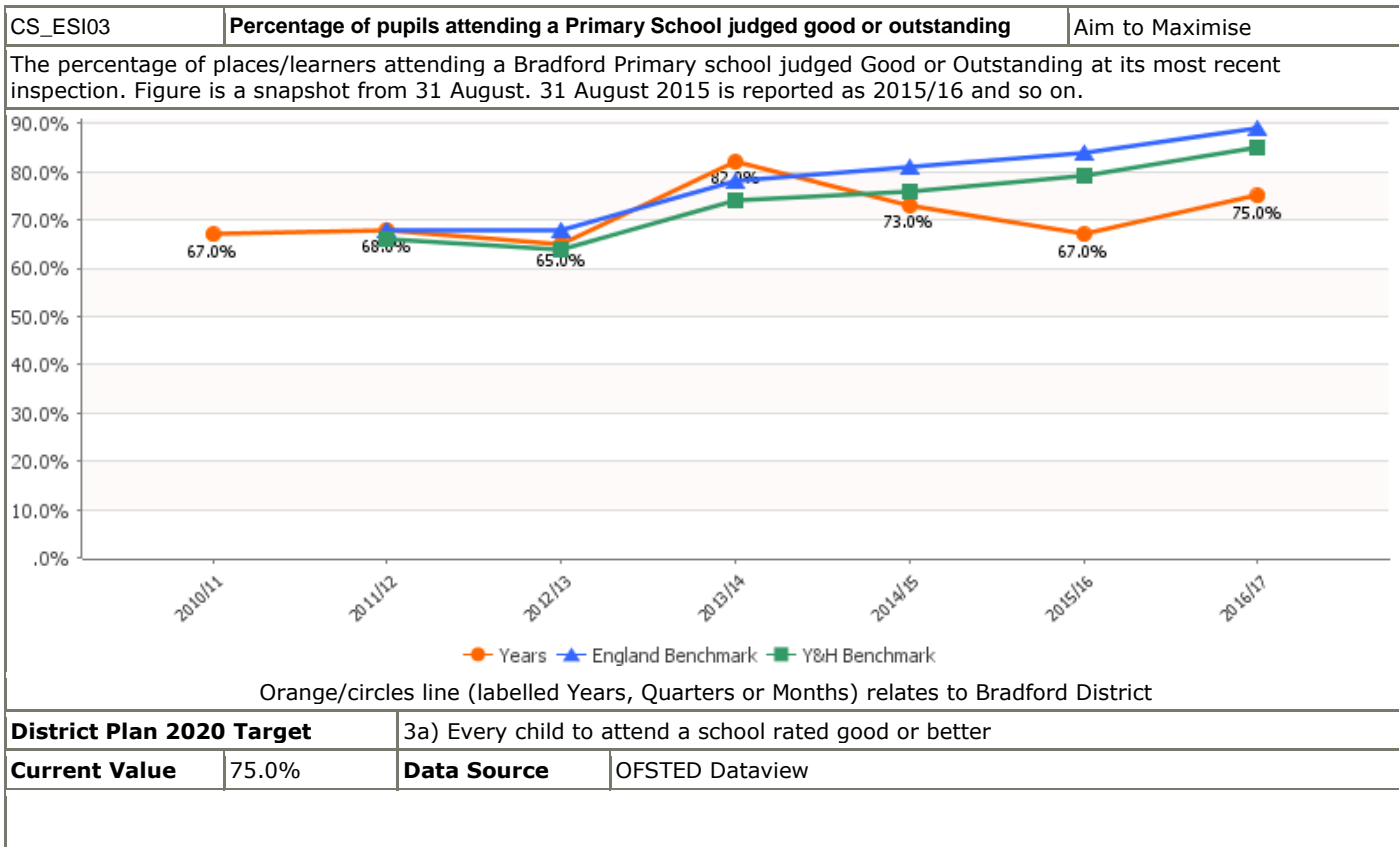 CS_ESI03 Percentage of pupils attending a Primary School judged good or outstanding Aim to Maximise
The percentage of places/learners attending a Bradford Primary school judged Good or Outstanding at its most recent
inspection. Figure is a snapshot from 31 August. 31 August 2015 is reported as 2015/16 and so on.
90.0%
80.0%
70.0%
60.0%
50.0%
40.0%
30.0%
20.0%
10.0%
.0%
67.0%
68.0%
65.0%
82.0%
73.0%
67.0%
75.0%
2010/11 2011/12 2012/13 2013/14 2014/15 2015/16 2016/17
Years England Benchmark Y&H Benchmark
Orange/circles line (labelled Years, Quarters or Months) relates to Bradford District
District Plan 2020 Target 3a) Every child to attend a school rated good or better
Current Value 75.0% Data Source OFSTED Dataview